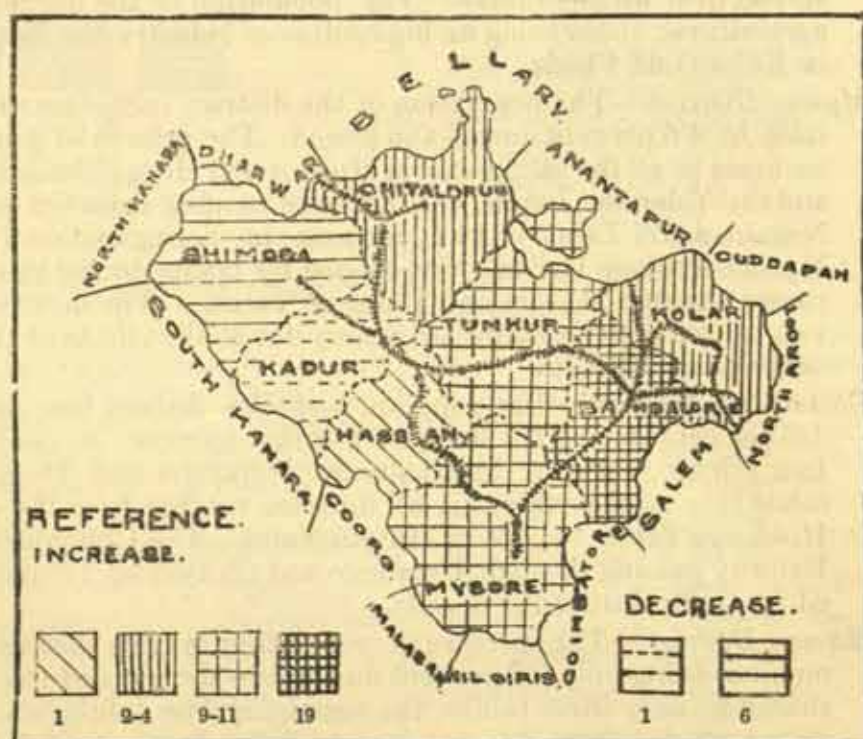 BELLARY
DHARWAR
ANANTAPUR
CHITALDRUG
NORTH KANARA
SHIMOGA
CUDDAPAH
KOLAR
TUMKUR
KADUR
NORTH ARCOT
BANGALORE
SOUTH KANARA
HASSAN
SALEM
COORG
COIMBATORE
MYSORE
MALABAR
NILGIRIS
REFERENCE.
INCREASE.
DECREASE.
1 2-4 9-11 19
1 6